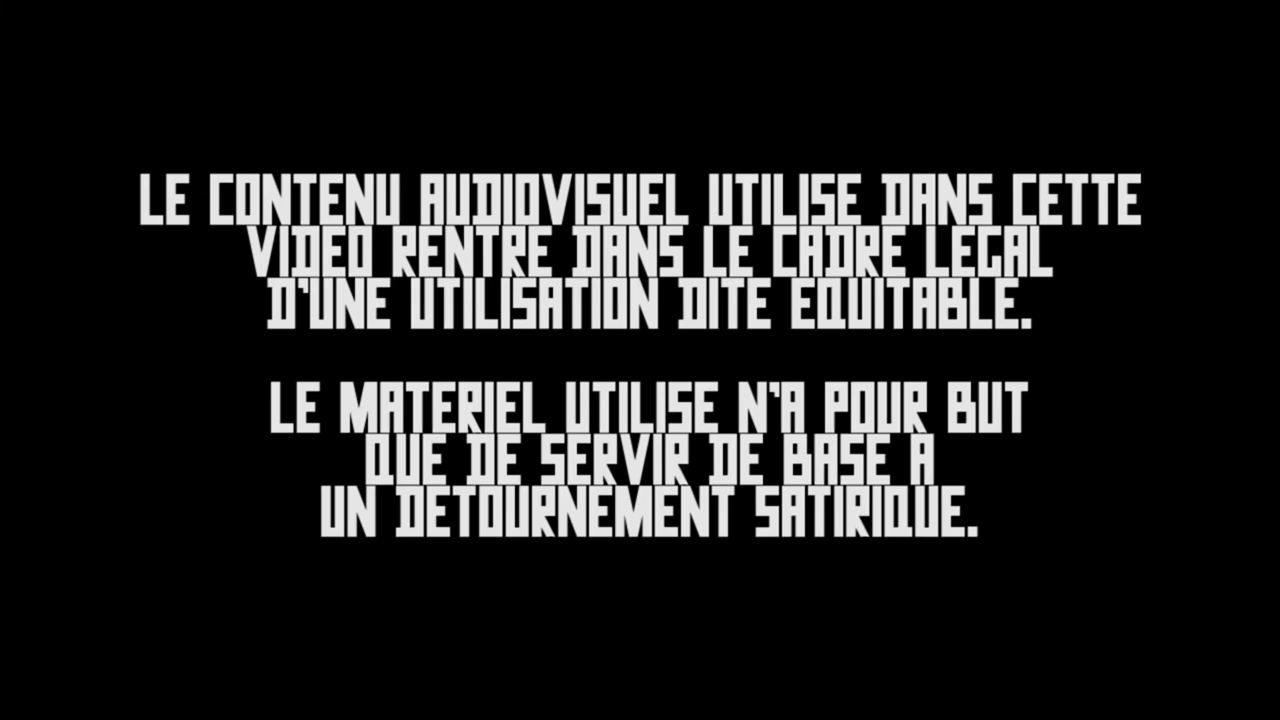 LE CONTENU AUDIOVISUEL UTILISE DANS CETTE
VIDEO RENTRE DANS LE CADRE LEGAL
D'UNE UTILISATION DITE EQUITABLE.
LE MATERIEL UTILISE N'A POUR BUT
QUE DE SERVIR DE BASE A
UN DETOURNEMENT SATIRIQUE.